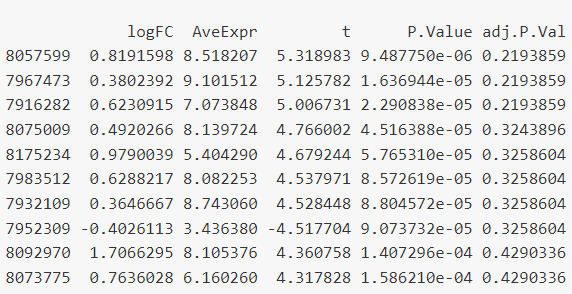 logFC AveExpr t P.Value adj.P.Val
8057599 0.8191598 8.518207 5.318983 9.487750e-06 0.2193859
7967473 0.3802392 9.101512 5.125782 1.636944e-05 0.2193859
7916282 0.6230915 7.073848 5.006731 2.290838e-05 0.2193859
8075009 0.4920266 8.139724 4.766002 4.516388e-05 0.3243896
8175234 0.9790039 5.404290 4.679244 5.765310e-05 0.3258604
7983512 0.6288217 8.082253 4.537971 8.572619e-05 0.3258604
7932109 0.3646667 8.743060 4.528448 8.804572e-05 0.3258604
7952309 -0.4026113 3.436380 -4.517704 9.073732e-05 0.3258604
8092970 1.7066295 8.105376 4.360758 1.407296e-04 0.4290336
8073775 0.7636028 6.160260 4.317828 1.586210e-04 0.4290336